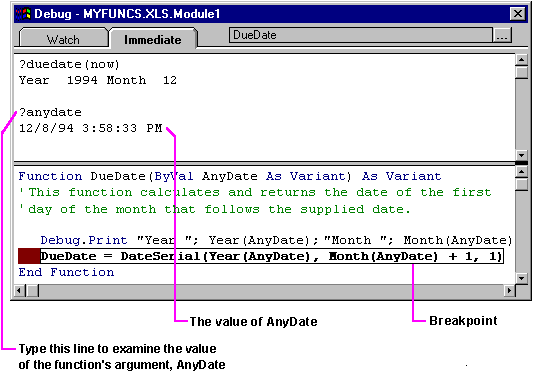 Debug - MYFUNCS.XLS.Module1
Watch
Immediate
DueDate
...
?duedate(now)
Year  1994 Month  12
?anydate
12/8/94 3:58:33 PM
Function DueDate(ByVal AnyDate As Variant) As Variant
'This function calculates and returns the date of the first
'day of the month that follows the supplied date.
Debug.Print "Year "; Year(AnyDate);"Month "; Month(AnyDate)
DueDate = DateSerial(Year(AnyDate), Month(AnyDate) + 1, 1)
End Function
The value of AnyDate
Breakpoint
Type this line to examine the value
of the function's argument, AnyDate